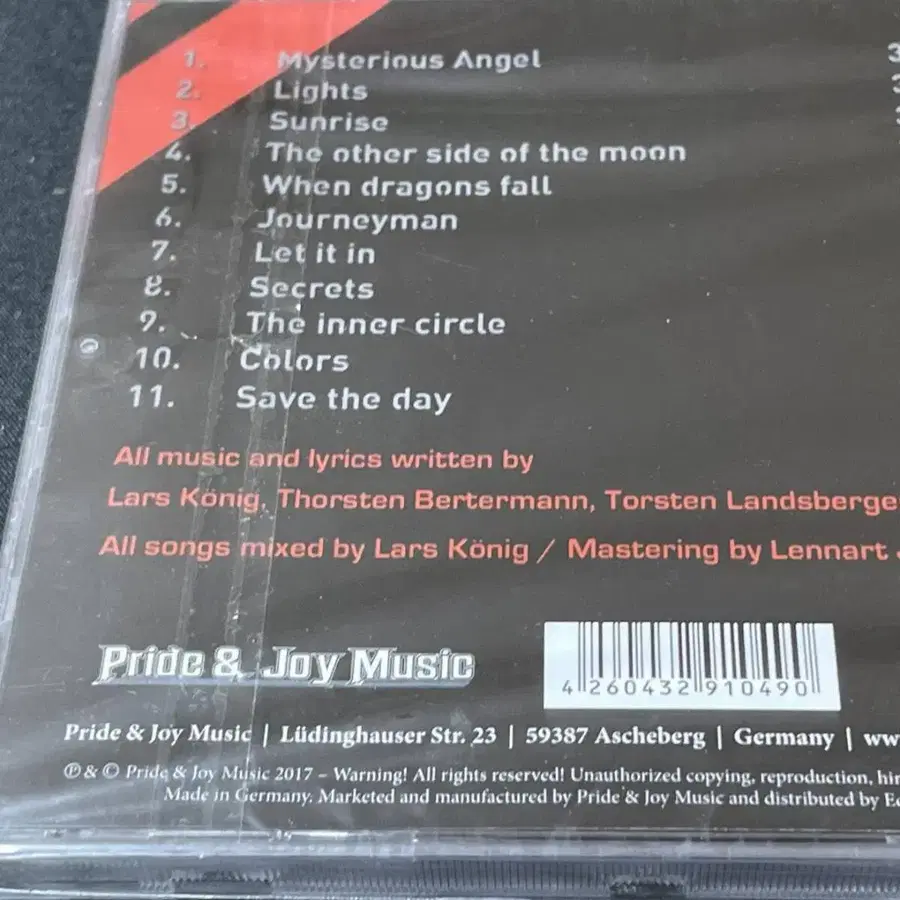 1. Mysterious Angel 3
2. Lights 3
3. Sunrise
4. The other side of the moon
5. When dragons fall
6. Journeyman
7. Let it in
8. Secrets
9. The inner circle
10. Colors
11. Save the day
All music and lyrics written by
Lars König, Thorsten Bertermann, Torsten Landsberge
All songs mixed by Lars König / Mastering by Lennart
Pride & Joy Music
4 260432 910490
Pride & Joy Music | Lüdinghauser Str. 23 | 59387 Ascheberg | Germany | ww
℗ & © Pride & Joy Music 2017 – Warning! All rights reserved! Unauthorized copying, reproduction, hir
Made in Germany. Marketed and manufactured by Pride & Joy Music and distributed by E